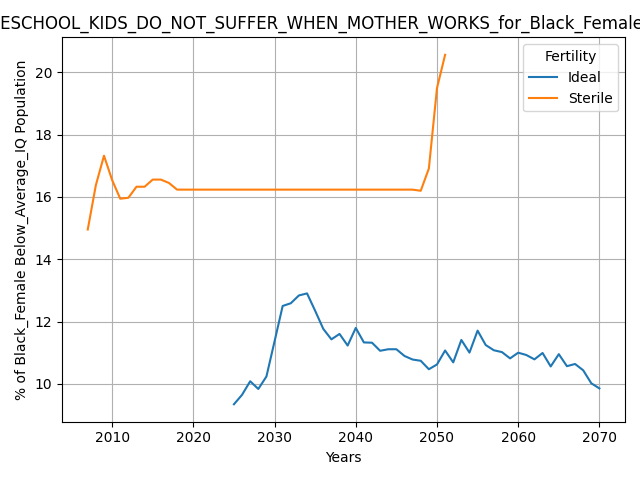 ESCHOOL_KIDS_DO_NOT_SUFFER_WHEN_MOTHER_WORKS_for_Black_Female
% of Black_Female Below_Average_IQ Population
20
18
16
14
12
10
Fertility
Ideal
Sterile
2010 2020 2030 2040 2050 2060 2070
Years